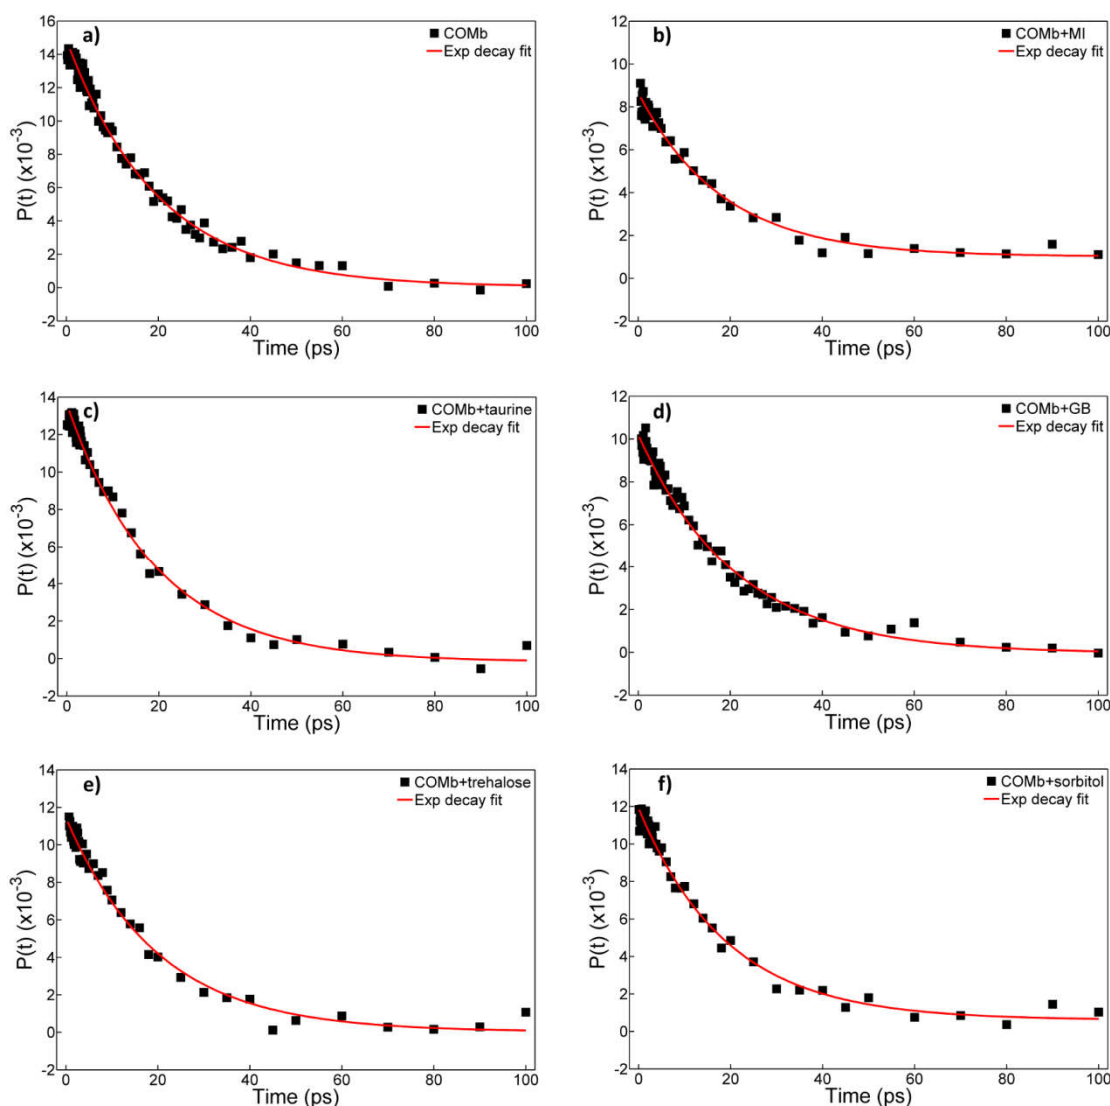 a)
COMb
Exp decay fit
P(t) (x10⁻³)
16
14
12
10
8
6
4
2
0
-2
0 20 40 60 80 100
Time (ps)
b)
COMb+MI
Exp decay fit
P(t) (x10⁻³)
12
10
8
6
4
2
0
-2
0 20 40 60 80 100
Time (ps)
c)
COMb+taurine
Exp decay fit
P(t) (x10⁻³)
14
12
10
8
6
4
2
0
-2
0 20 40 60 80 100
Time (ps)
d)
COMb+GB
Exp decay fit
P(t) (x10⁻³)
12
10
8
6
4
2
0
-2
0 20 40 60 80 100
Time (ps)
e)
COMb+trehalose
Exp decay fit
P(t) (x10⁻³)
14
12
10
8
6
4
2
0
-2
0 20 40 60 80 100
Time (ps)
f)
COMb+sorbitol
Exp decay fit
P(t) (x10⁻³)
14
12
10
8
6
4
2
0
-2
0 20 40 60 80 100
Time (ps)